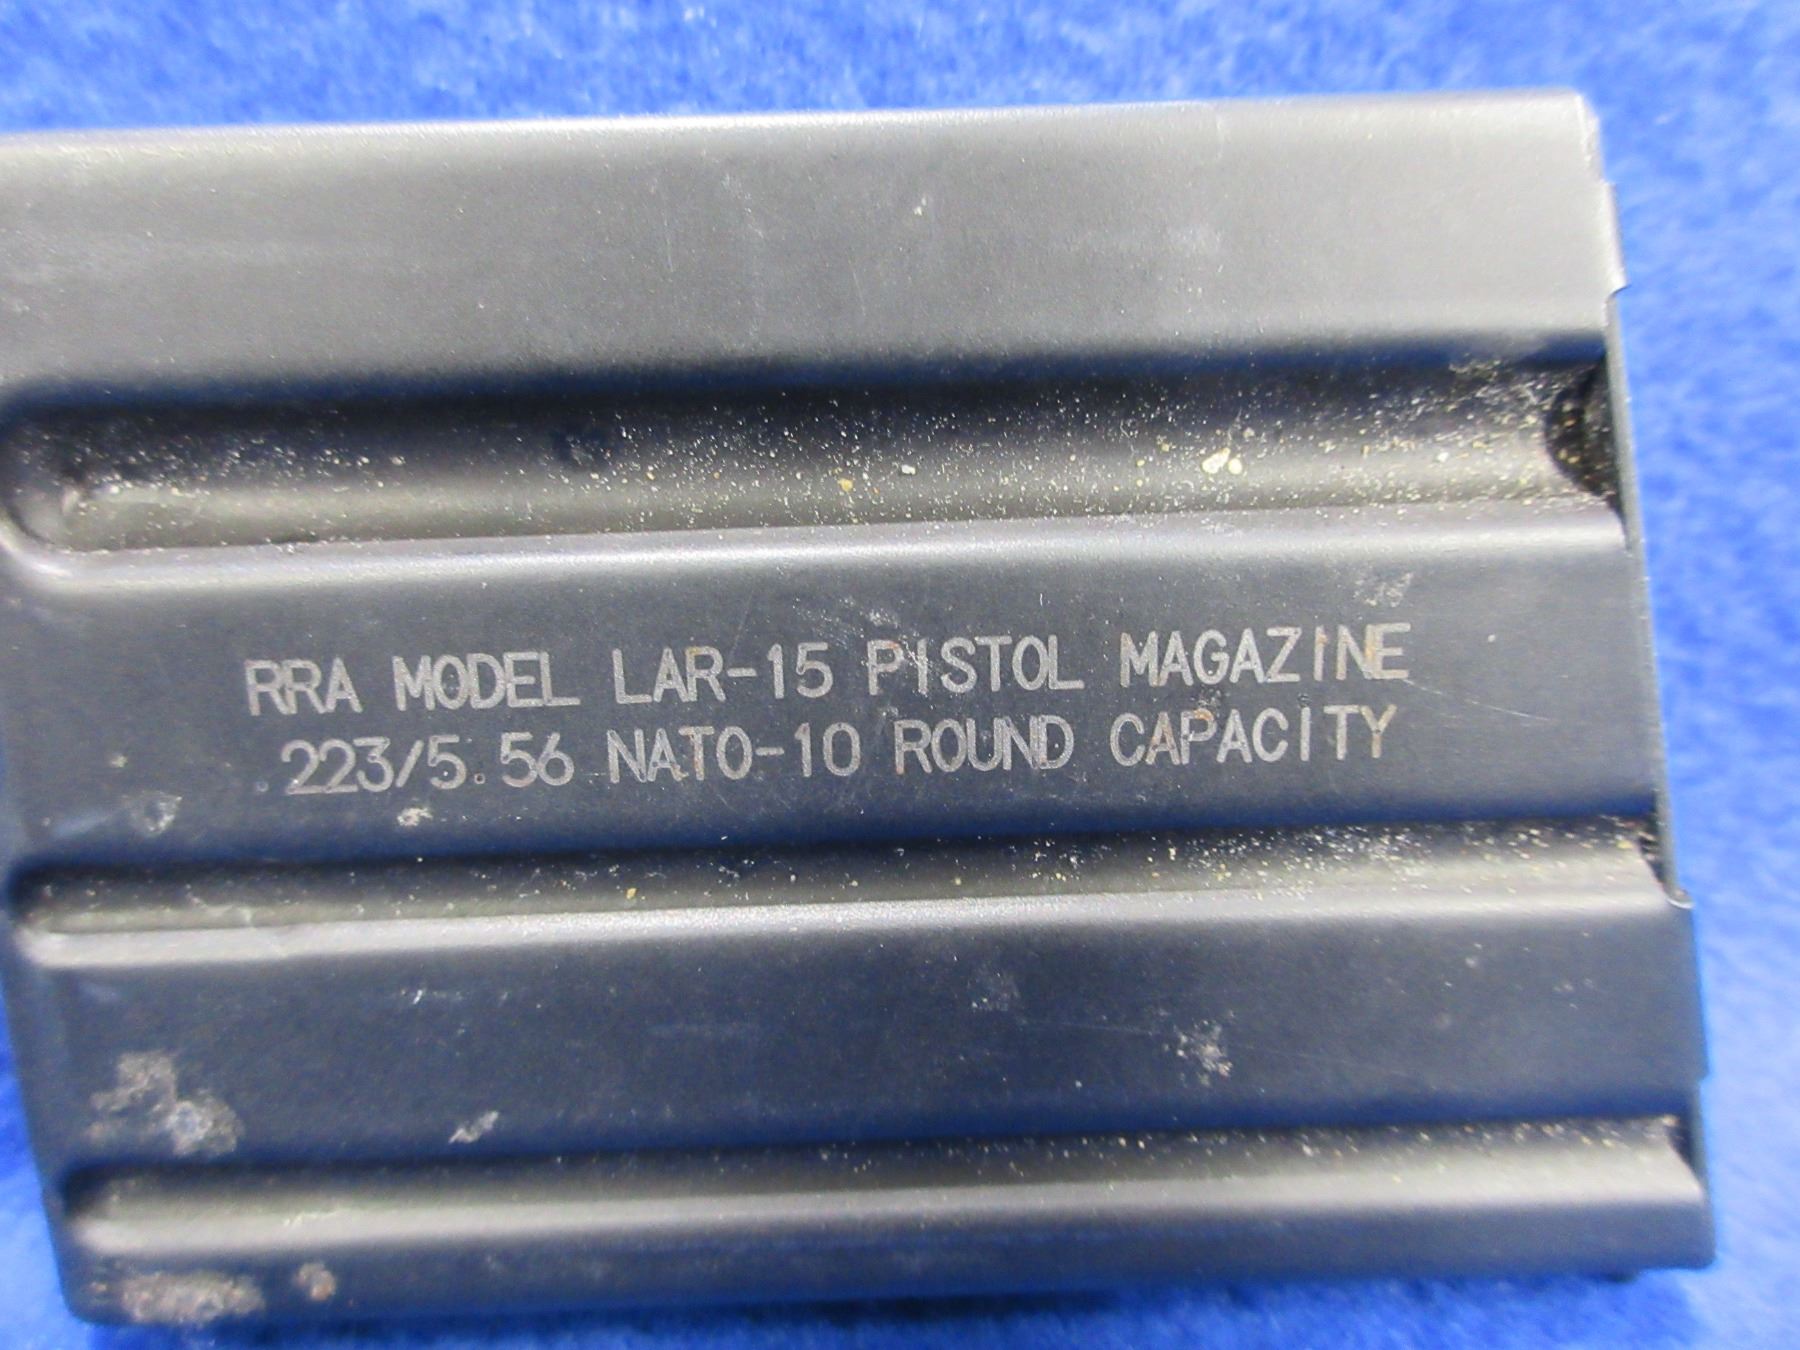 RRA MODEL LAR-15 PISTOL MAGAZINE
.223/5.56 NATO-10 ROUND CAPACITY